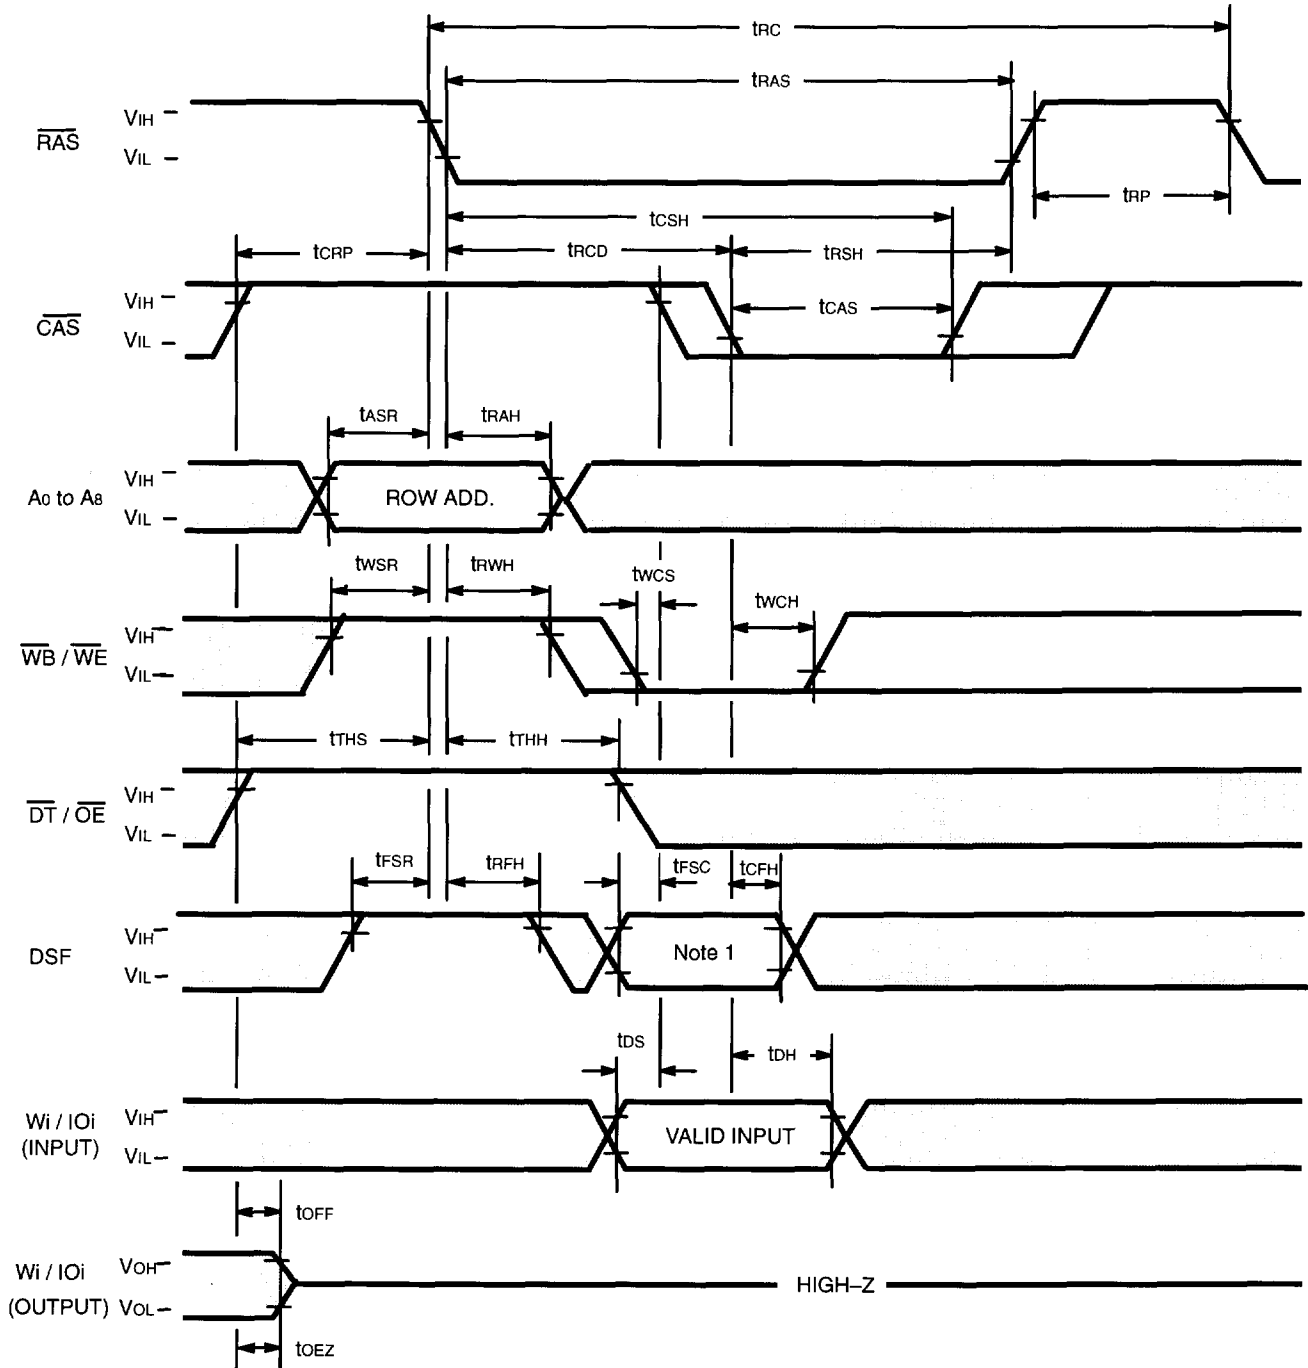 tRC
tRAS
RAS VIH
VIL
tRP
tCSH
tCRP tRCD tRSH
CAS VIH
VIL
tCAS
tASR tRAH
A0 to A8 VIH
VIL
ROW ADD.
tWSR tRWH tWCS tWCH
WB / WE VIH
VIL
tTHS tTHH
DT / OE VIH
VIL
tFSR tRFH tFSC tCFH
DSF VIH
VIL
Note 1
tDS tDH
Wi / IOi (INPUT) VIH
VIL
VALID INPUT
tOFF
Wi / IOi (OUTPUT) VOH
VOL
HIGH–Z
tOEZ